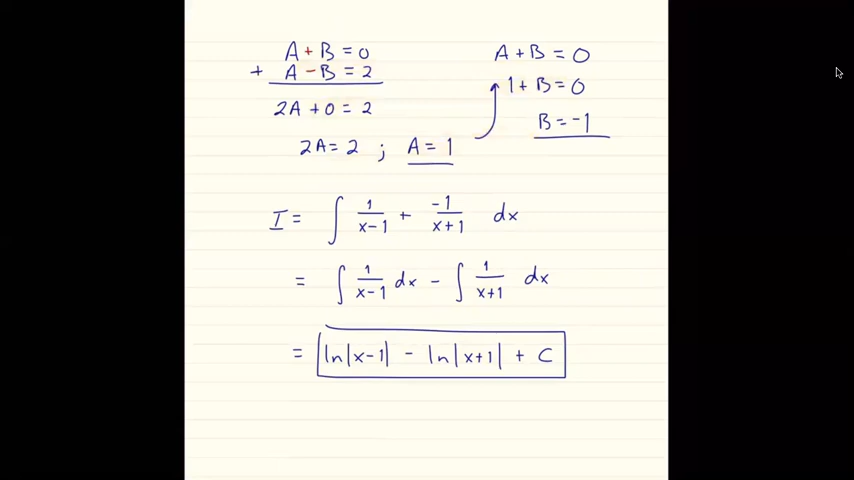 A + B = 0
+ A - B = 2
2A + 0 = 2
2A = 2 ; A = 1
A + B = 0
1 + B = 0
B = -1
I = ∫ 1/(x-1) + -1/(x+1) dx
= ∫ 1/(x-1) dx - ∫ 1/(x+1) dx
= ln|x-1| - ln|x+1| + C